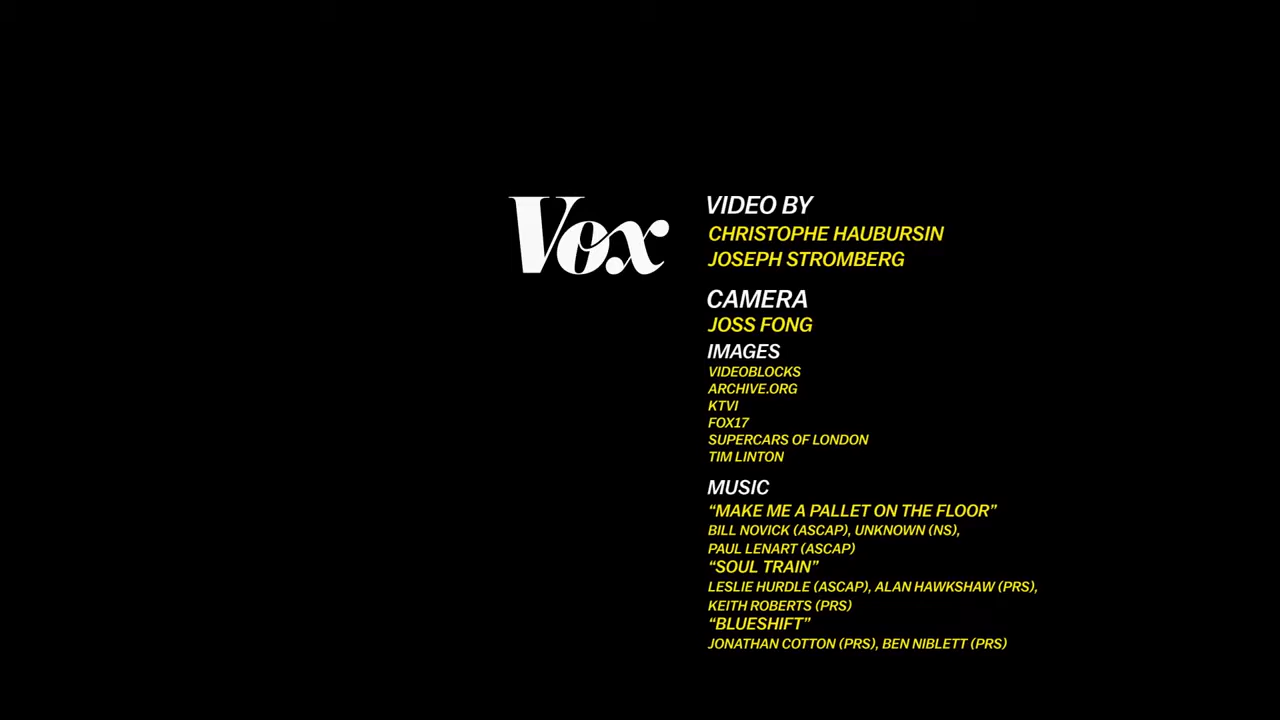 Vox
VIDEO BY
CHRISTOPHE HAUBURSIN
JOSEPH STROMBERG
CAMERA
JOSS FONG
IMAGES
VIDEOBLOCKS
ARCHIVE.ORG
KTVI
FOX17
SUPERCARS OF LONDON
TIM LINTON
MUSIC
“MAKE ME A PALLET ON THE FLOOR”
BILL NOVICK (ASCAP), UNKNOWN (NS),
PAUL LENART (ASCAP)
“SOUL TRAIN”
LESLIE HURDLE (ASCAP), ALAN HAWKSHAW (PRS),
KEITH ROBERTS (PRS)
“BLUESHIFT”
JONATHAN COTTON (PRS), BEN NIBLETT (PRS)